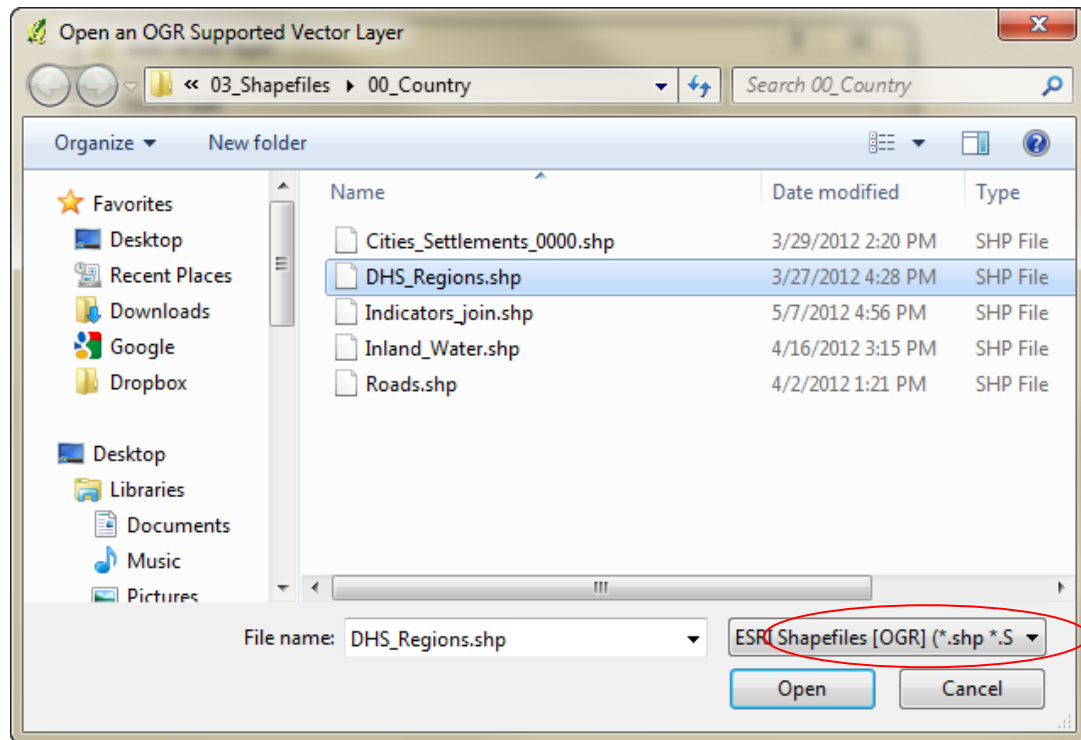 Open an OGR Supported Vector Layer
« 03_Shapefiles 00_Country
Search 00_Country
Organize New folder
Favorites
Desktop
Recent Places
Downloads
Google
Dropbox
Desktop
Libraries
Documents
Music
Pictures
Name Date modified Type
Cities_Settlements_0000.shp 3/29/2012 2:20 PM SHP File
DHS_Regions.shp 3/27/2012 4:28 PM SHP File
Indicators_join.shp 5/7/2012 4:56 PM SHP File
Inland_Water.shp 4/16/2012 3:15 PM SHP File
Roads.shp 4/2/2012 1:21 PM SHP File
File name: DHS_Regions.shp ESRI Shapefiles [OGR] (*.shp *.S
Open Cancel